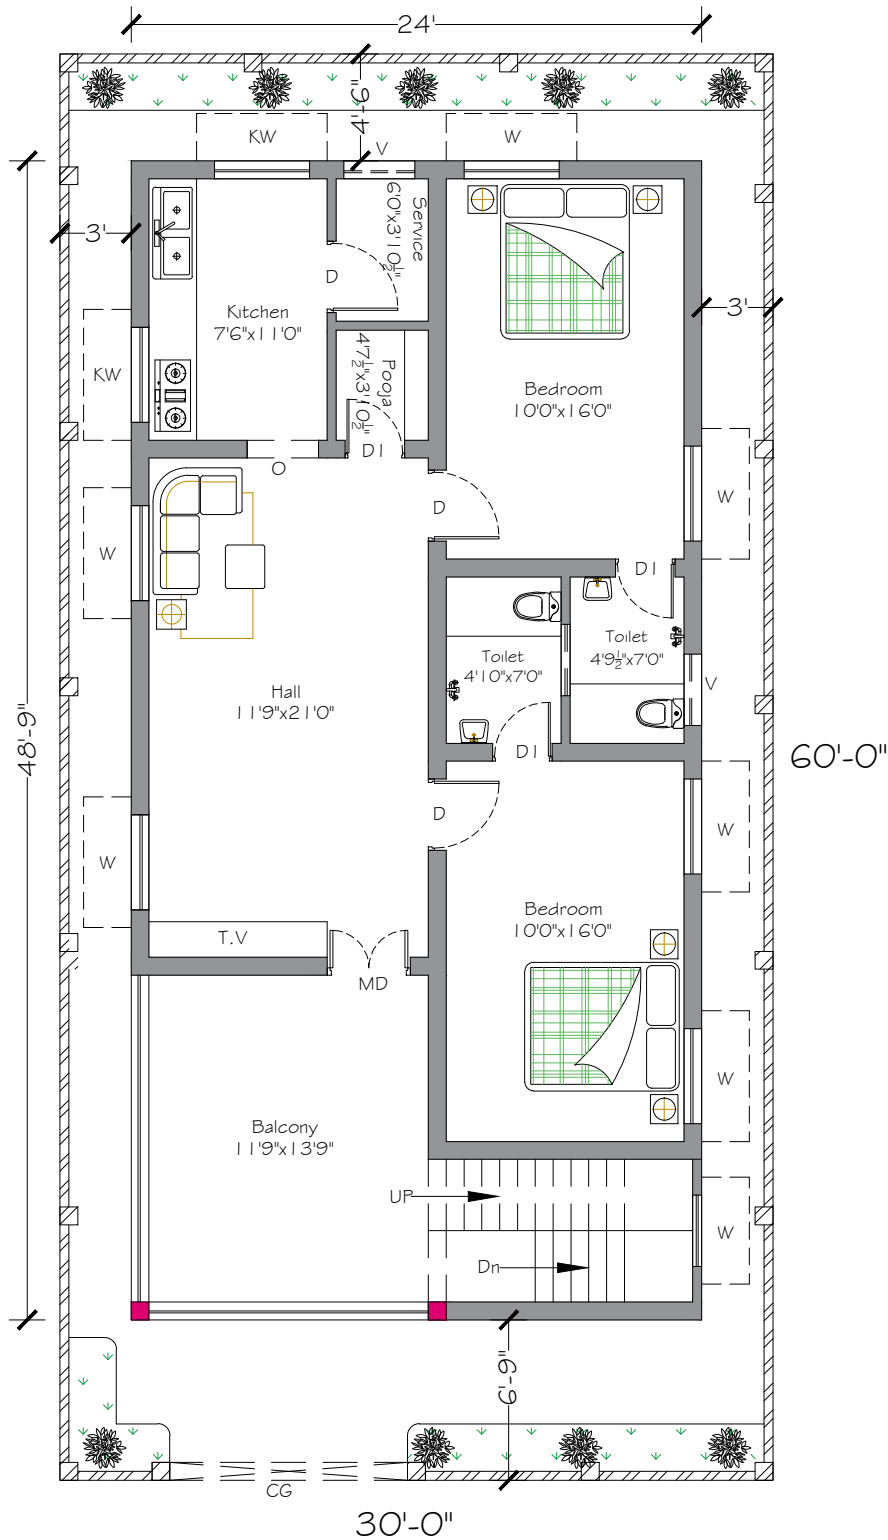 24'
KW
4'-6"
V
W
3'
D
Service
6'0"x3'10½"
Kitchen
7'6"x11'0"
3'
KW
Pooja
4'7½"x3'10½"
Bedroom
10'0"x16'0"
D1
O
D
W
W
D1
Toilet
4'9½"x7'0"
Toilet
4'10"x7'0"
V
Hall
11'9"x21'0"
48'-9"
D1
60'-0"
D
W
W
Bedroom
10'0"x16'0"
T.V
MD
W
Balcony
11'9"x13'9"
UP
W
Dn
6'-9"
CG
30'-0"